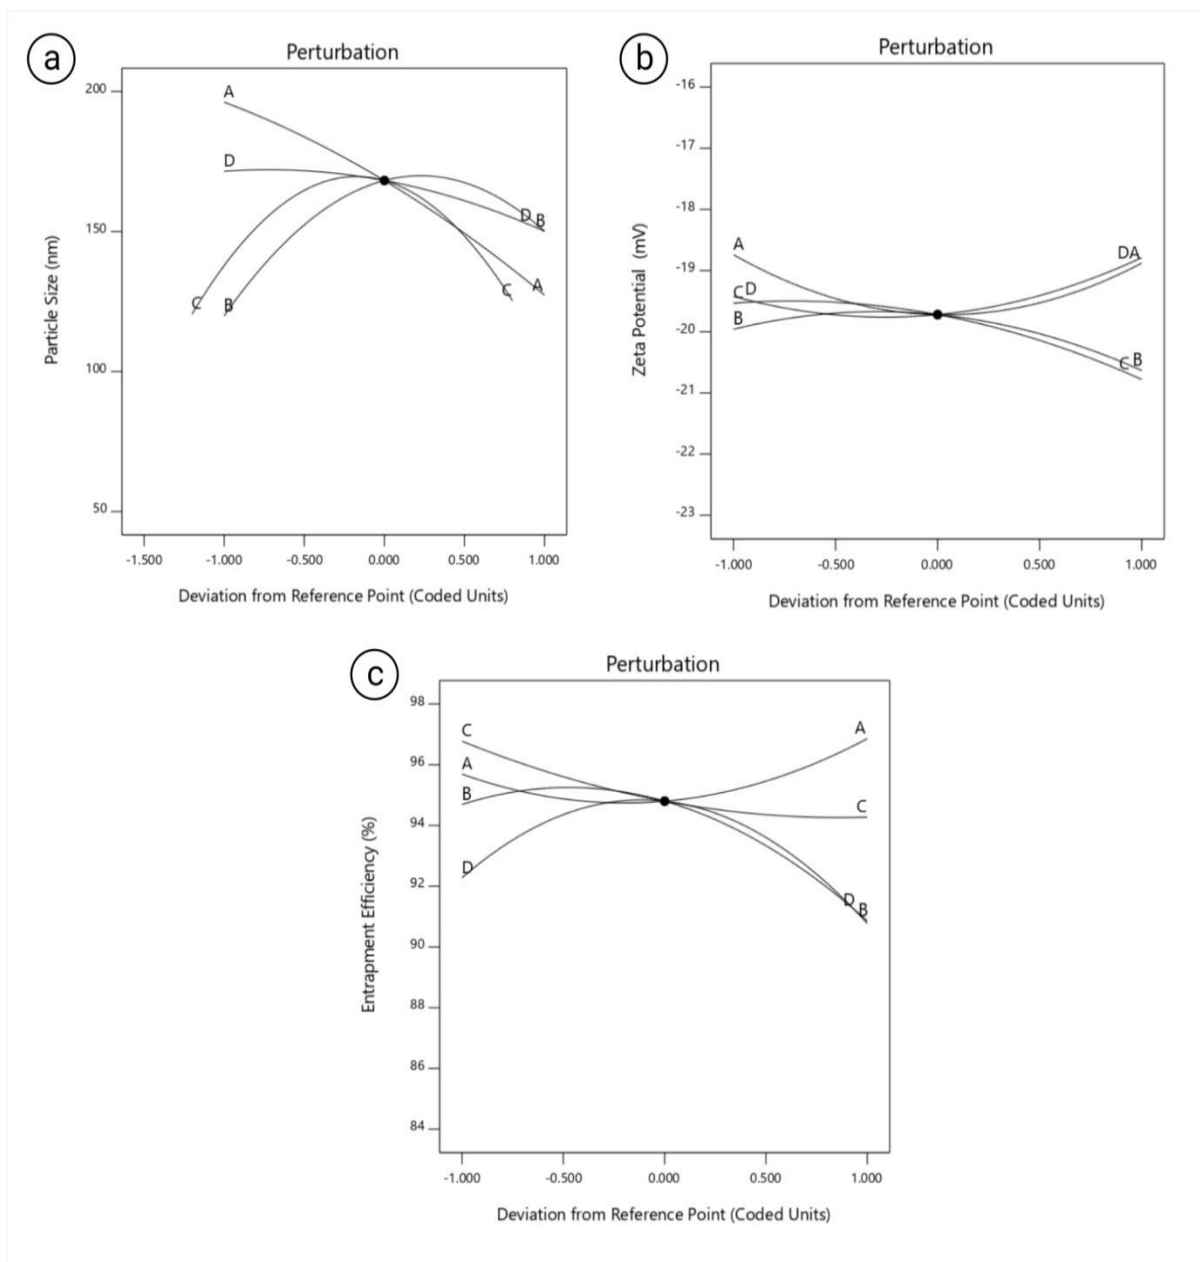 a
Perturbation
200
150
100
50
A
D
C
B
D
B
C
A
Particle Size (nm)
-1.500
-1.000
-0.500
0.000
0.500
1.000
Deviation from Reference Point (Coded Units)
b
Perturbation
-16
-17
-18
-19
-20
-21
-22
-23
A
C
D
B
D
A
C
B
Zeta Potential (mV)
-1.000
-0.500
0.000
0.500
1.000
Deviation from Reference Point (Coded Units)
c
Perturbation
98
96
94
92
90
88
86
84
C
A
B
D
A
C
D
B
Entrapment Efficiency (%)
-1.000
-0.500
0.000
0.500
1.000
Deviation from Reference Point (Coded Units)